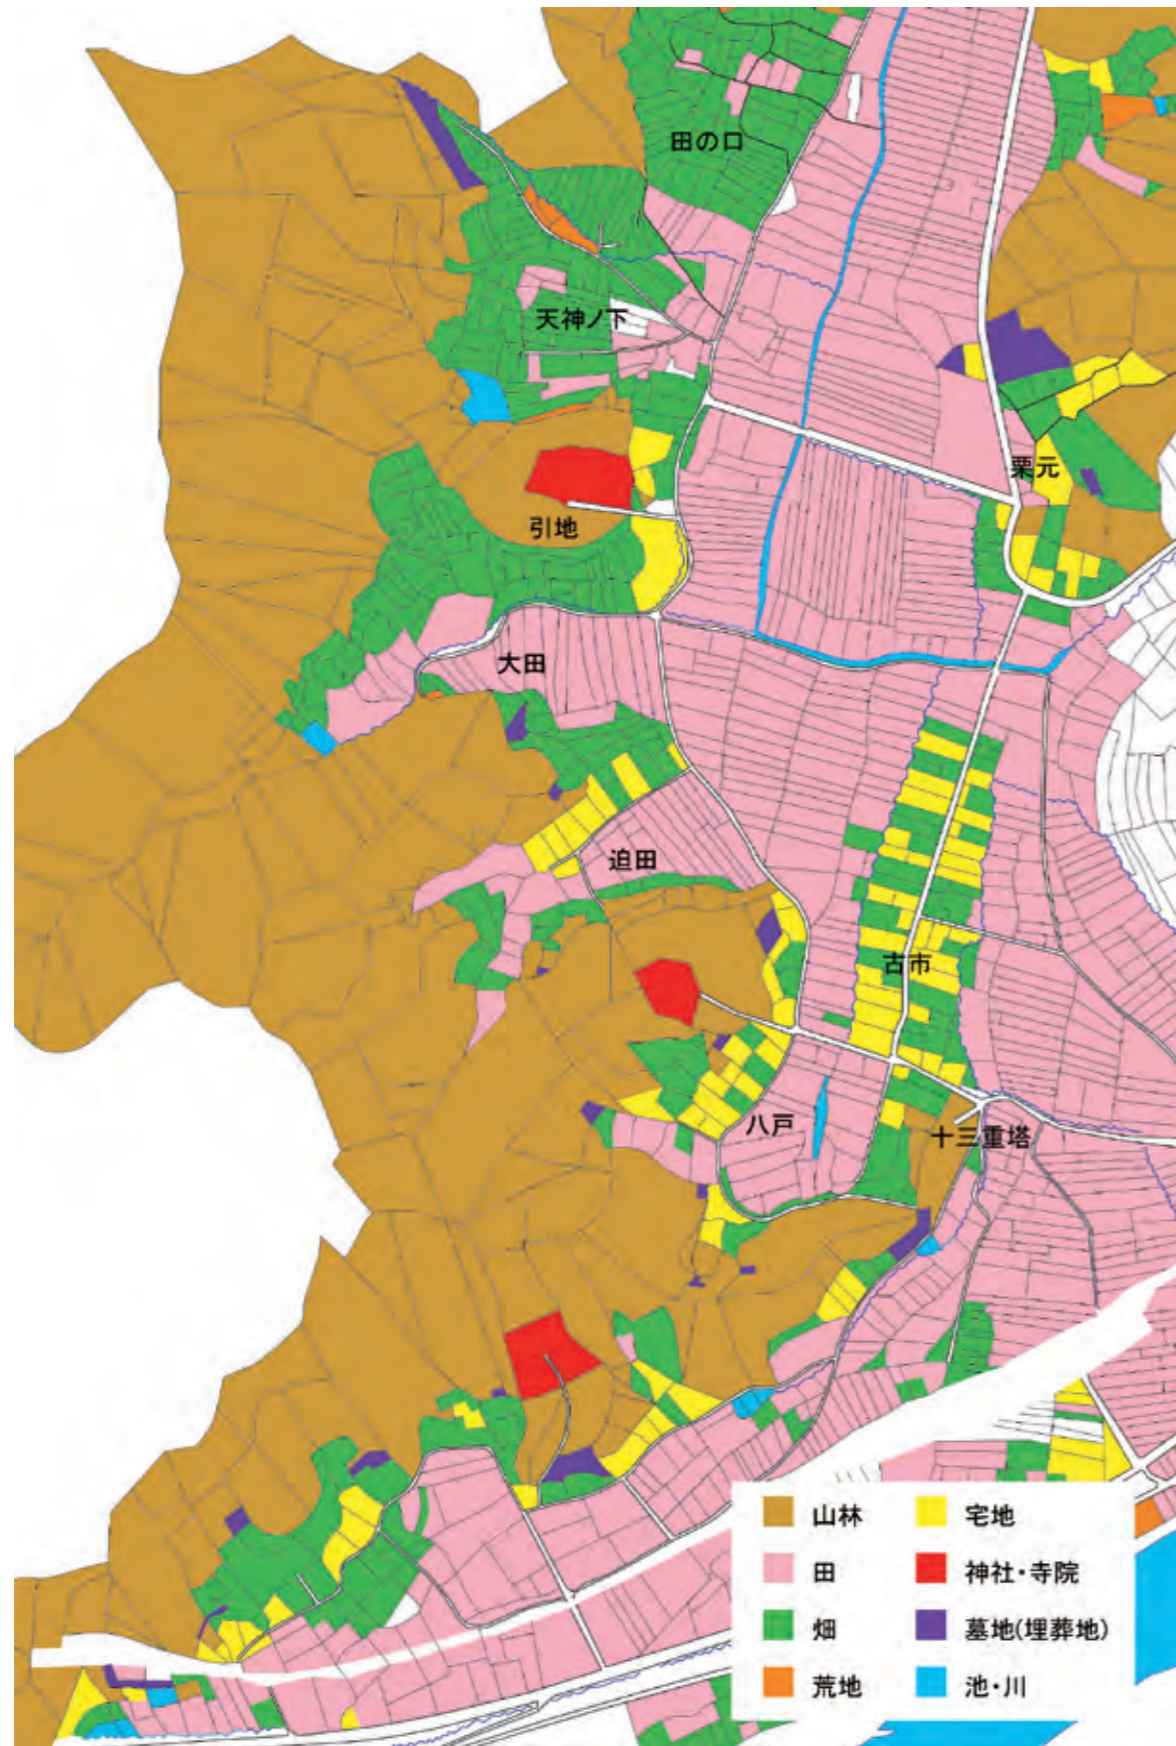 田の口
天神ノ下
栗元
引地
大田
迫田
古市
八戸
十三重塔
山林
宅地
田
神社・寺院
畑
墓地(埋葬地)
荒地
池・川